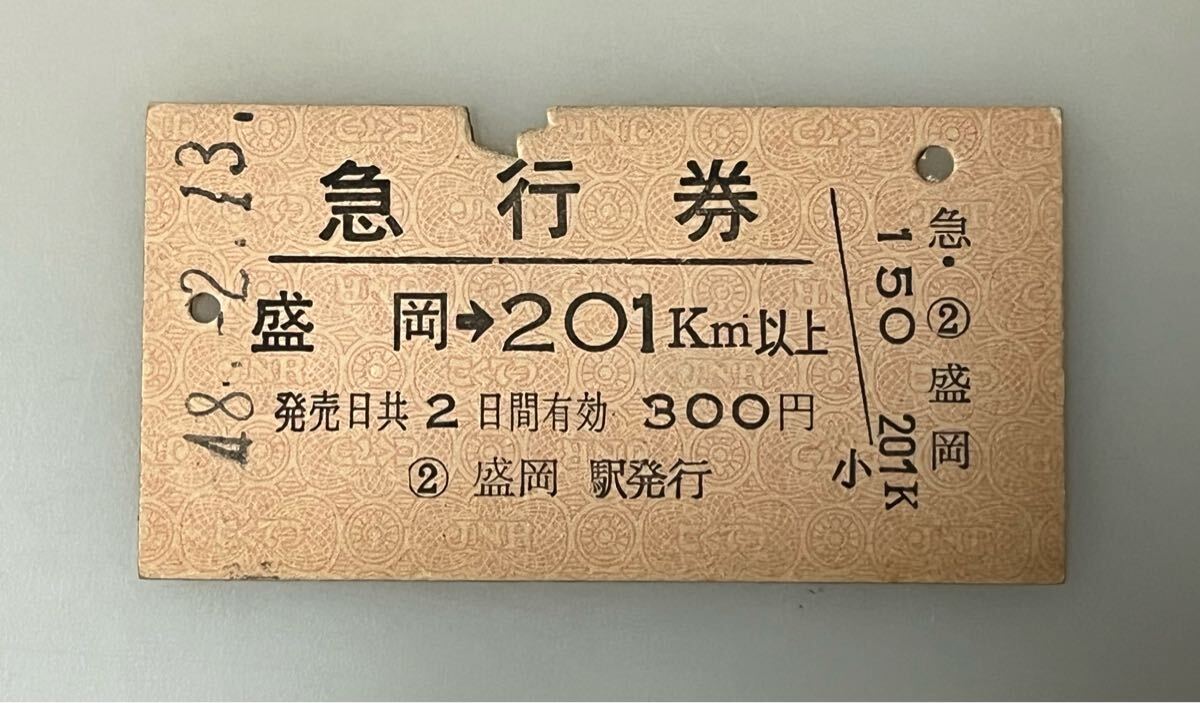 急行券
盛岡➔201Km以上
発売日共2日間有効 300円
② 盛岡 駅発行
48.-2.13.
小
150
201K
急・②盛岡